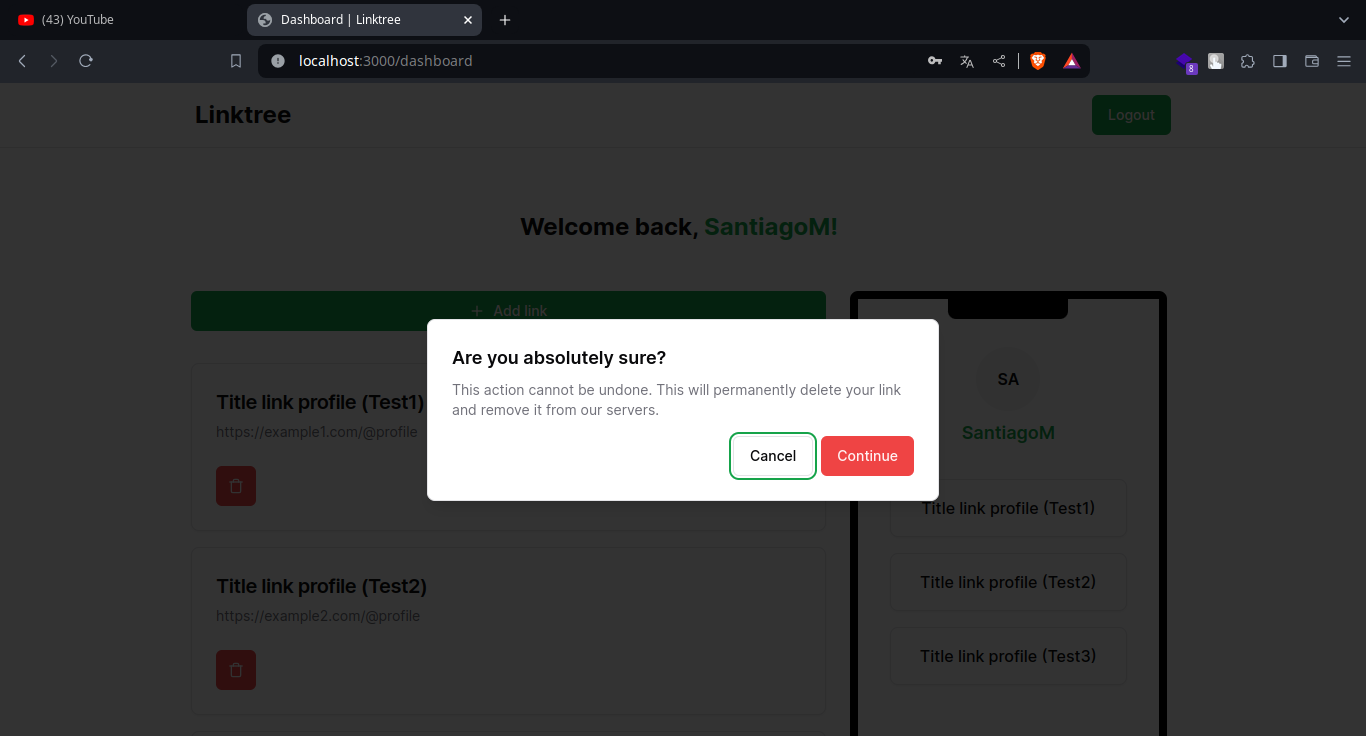 (43) YouTube
Dashboard | Linktree
localhost:3000/dashboard
8
Linktree
Logout
Welcome back, SantiagoM!
+ Add link
Are you absolutely sure?
This action cannot be undone. This will permanently delete your link
and remove it from our servers.
Cancel
Continue
Title link profile (Test1)
https://example1.com/@profile
Title link profile (Test2)
https://example2.com/@profile
SA
SantiagoM
Title link profile (Test1)
Title link profile (Test2)
Title link profile (Test3)